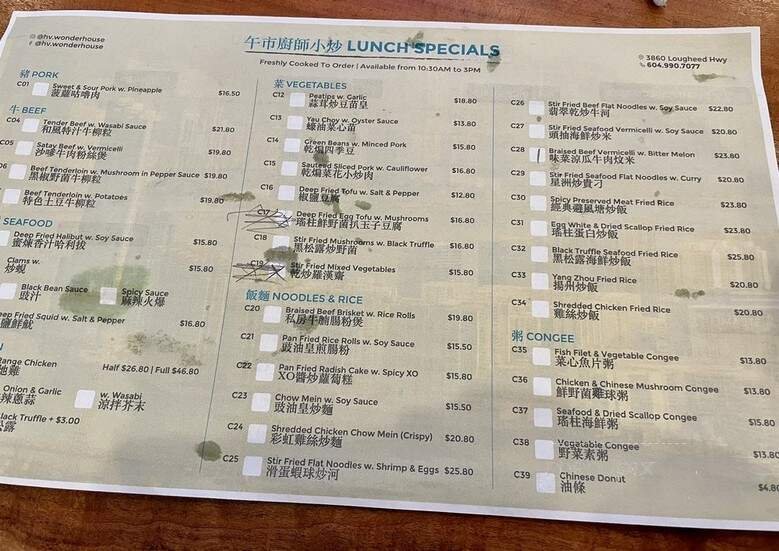 @hv.wonderhouse
@hv.wonderhouse
午市廚師小炒 LUNCH SPECIALS
Freshly Cooked To Order | Available from 10:30AM to 3PM
3860 Lougheed Hwy
604.990.7077
豬 PORK
C01 Sweet & Sour Pork w. Pineapple $16.50
菠蘿咕嚕肉
牛 BEEF
C04 Tender Beef w. Wasabi Sauce $21.80
和風特汁牛柳粒
C05 Satay Beef w. Vermicelli $19.80
沙嗲牛肉粉絲煲
Beef Tenderloin w. Mushroom in Pepper Sauce $19.80
黑椒野菌牛柳粒
Beef Tenderloin w. Potatoes $19.80
特色土豆牛柳粒
SEAFOOD
Deep Fried Halibut w. Soy Sauce $15.80
香汁哈利拔
Clams w. $15.80
炒蜆
Black Bean Sauce
豉汁
Spicy Sauce
麻辣火爆
Deep Fried Squid w. Salt & Pepper $16.80
鹽鮮魷
Range Chicken Half $26.80 | Full $46.80
地雞
Onion & Garlic
辣蔥蒜
w. Wasabi
涼拌芥末
Black Truffle + $3.00
松露
菜 VEGETABLES
C12 Peatips w. Garlic $18.80
蒜茸炒豆苗皇
C13 Yau Choy w. Oyster Sauce $13.80
蠔油菜心苗
C14 Green Beans w. Minced Pork $15.80
乾煸四季豆
C15 Sauteed Sliced Pork w. Cauliflower $16.80
乾煸菜花小炒肉
C16 Deep Fried Tofu w. Salt & Pepper $12.80
椒鹽豆腐
C17 Deep Fried Egg Tofu w. Mushrooms $16.80
瑤柱鮮野菌扒玉子豆腐
C18 Stir Fried Mushrooms w. Black Truffle $16.80
黑松露炒野菌
C19 Stir Fried Mixed Vegetables $15.80
乾炒羅漢齋
飯麵 NOODLES & RICE
C20 Braised Beef Brisket w. Rice Rolls $19.80
私房牛腩腸粉煲
C21 Pan Fried Rice Rolls w. Soy Sauce $15.50
豉油皇煎腸粉
C22 Pan Fried Radish Cake w. Spicy XO $15.80
XO醬炒蘿蔔糕
C23 Chow Mein w. Soy Sauce $15.50
豉油皇炒麵
C24 Shredded Chicken Chow Mein (Crispy) $20.80
彩虹雞絲炒麵
C25 Stir Fried Flat Noodles w. Shrimp & Eggs $25.80
滑蛋蝦球炒河
C26 Stir Fried Beef Flat Noodles w. Soy Sauce $22.80
翡翠乾炒牛河
C27 Stir Fried Seafood Vermicelli w. Soy Sauce $20.80
頭抽海鮮炒米
C28 Braised Beef Vermicelli w. Bitter Melon $23.80
味菜涼瓜牛肉炆米
C29 Stir Fried Seafood Flat Noodles w. Curry $20.80
星洲炒貴刁
C30 Spicy Preserved Meat Fried Rice $23.80
經典避風塘炒飯
C31 Egg White & Dried Scallop Fried Rice $23.80
瑤柱蛋白炒飯
C32 Black Truffle Seafood Fried Rice $25.80
黑松露海鮮炒飯
C33 Yang Zhou Fried Rice $20.80
揚州炒飯
C34 Shredded Chicken Fried Rice $20.80
雞絲炒飯
粥 CONGEE
C35 Fish Filet & Vegetable Congee $13.80
菜心魚片粥
C36 Chicken & Chinese Mushroom Congee $13.80
鮮野菌雞球粥
C37 Seafood & Dried Scallop Congee $15.80
瑤柱海鮮粥
C38 Vegatable Congee $13.80
野菜素粥
C39 Chinese Donut $4.80
油條